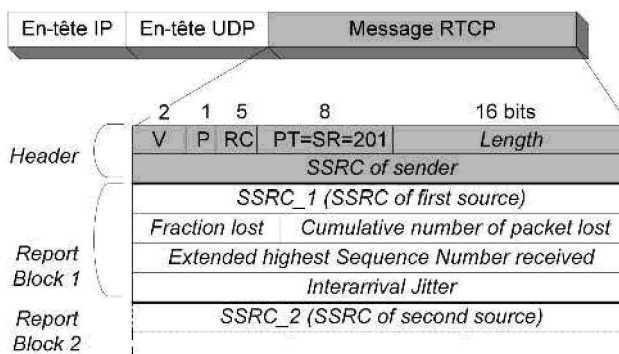 En-tête IP En-tête UDP Message RTCP
2 1 5 8 16 bits
Header V P RC PT=SR=201 Length
SSRC of sender
SSRC_1 (SSRC of first source)
Fraction lost Cumulative number of packet lost
Report Block 1 Extended highest Sequence Number received
Interarrival Jitter
Report Block 2 SSRC_2 (SSRC of second source)